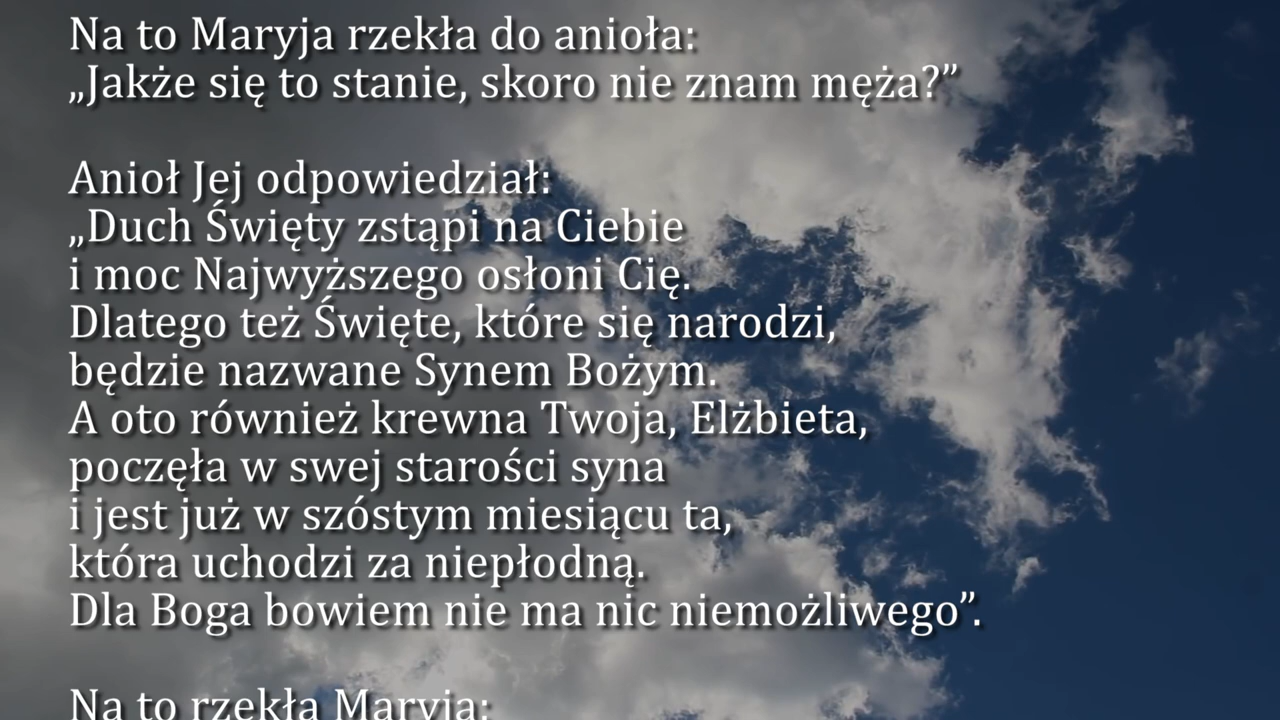 Na to Maryja rzekła do anioła:
„Jakże się to stanie, skoro nie znam męża?”
Anioł Jej odpowiedział:
„Duch Święty zstąpi na Ciebie
i moc Najwyższego osłoni Cię.
Dlatego też Święte, które się narodzi,
będzie nazwane Synem Bożym.
A oto również krewna Twoja, Elżbieta,
poczęła w swej starości syna
i jest już w szóstym miesiącu ta,
która uchodzi za niepłodną.
Dla Boga bowiem nie ma nic niemożliwego”.
Na to rzekła Maryja: